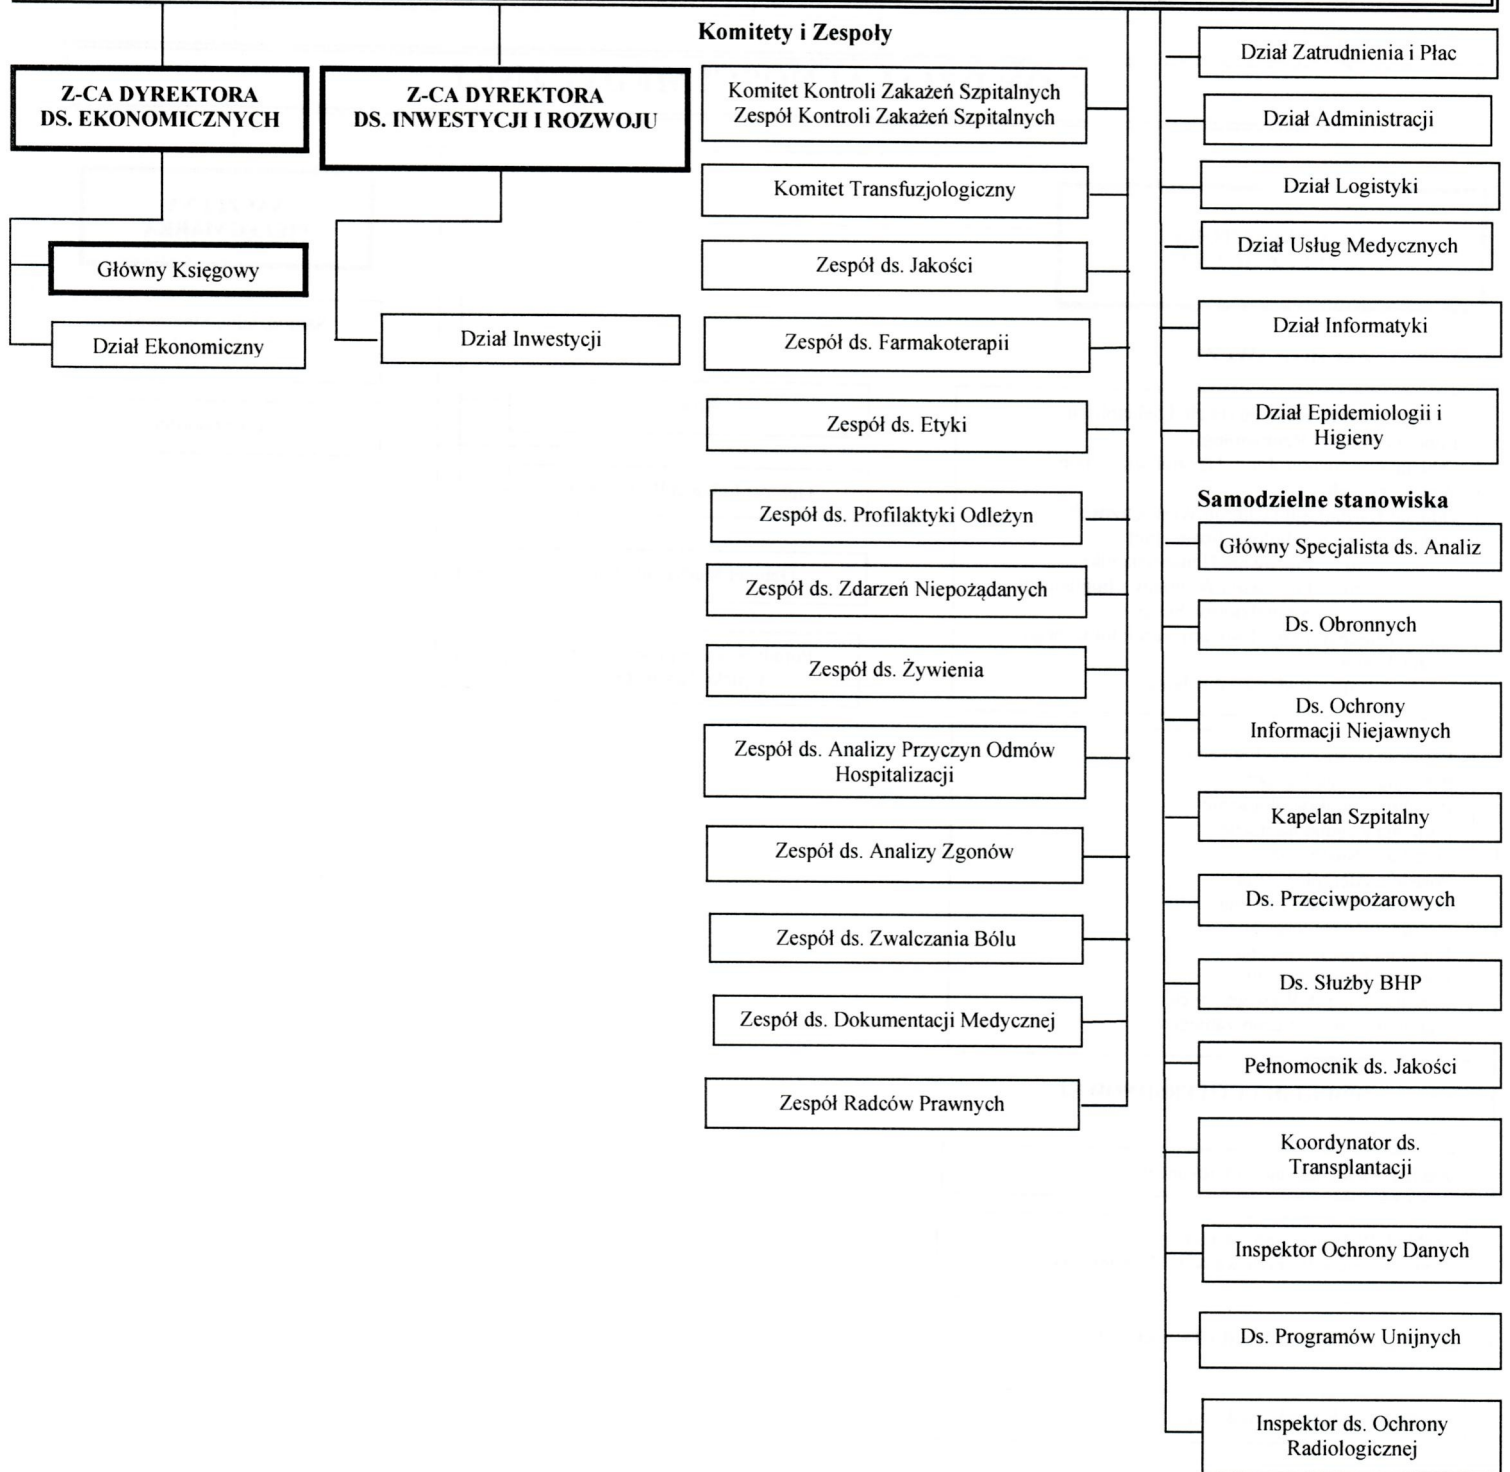 Z-CA DYREKTORA
DS. EKONOMICZNYCH
Główny Księgowy
Dział Ekonomiczny
Z-CA DYREKTORA
DS. INWESTYCJI I ROZWOJU
Dział Inwestycji
Komitety i Zespoły
Komitet Kontroli Zakażeń Szpitalnych
Zespół Kontroli Zakażeń Szpitalnych
Komitet Transfuzjologiczny
Zespół ds. Jakości
Zespół ds. Farmakoterapii
Zespół ds. Etyki
Zespół ds. Profilaktyki Odleżyn
Zespół ds. Zdarzeń Niepożądanych
Zespół ds. Żywienia
Zespół ds. Analizy Przyczyn Odmów
Hospitalizacji
Zespół ds. Analizy Zgonów
Zespół ds. Zwalczania Bólu
Zespół ds. Dokumentacji Medycznej
Zespół Radców Prawnych
Dział Zatrudnienia i Płac
Dział Administracji
Dział Logistyki
Dział Usług Medycznych
Dział Informatyki
Dział Epidemiologii i
Higieny
Samodzielne stanowiska
Główny Specjalista ds. Analiz
Ds. Obronnych
Ds. Ochrony
Informacji Niejawnych
Kapelan Szpitalny
Ds. Przeciwpożarowych
Ds. Służby BHP
Pełnomocnik ds. Jakości
Koordynator ds.
Transplantacji
Inspektor Ochrony Danych
Ds. Programów Unijnych
Inspektor ds. Ochrony
Radiologicznej